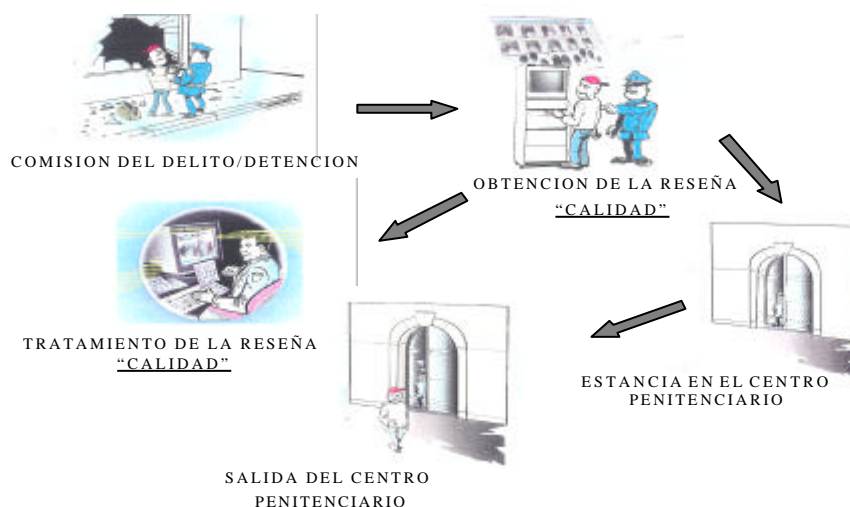 COMISION DEL DELITO/DETENCION
OBTENCION DE LA RESEÑA
“CALIDAD”
TRATAMIENTO DE LA RESEÑA
“CALIDAD”
ESTANCIA EN EL CENTRO
PENITENCIARIO
SALIDA DEL CENTRO
PENITENCIARIO